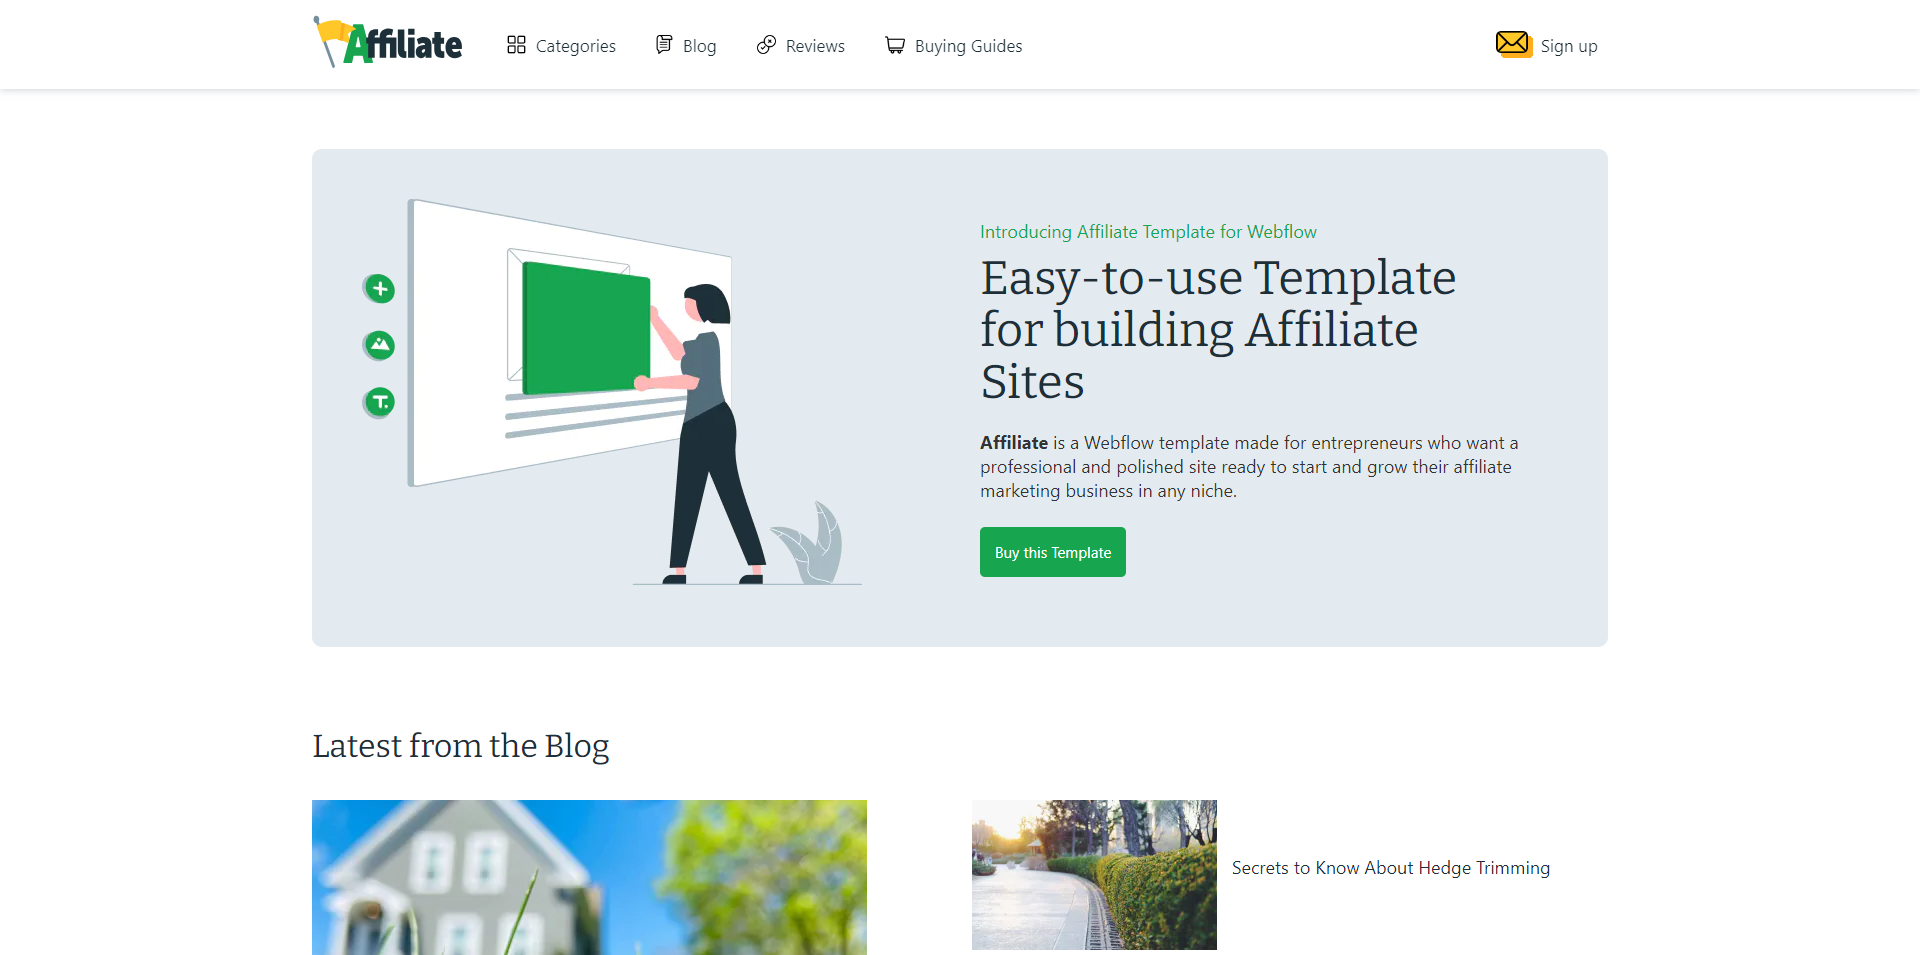 Affiliate
Categories
Blog
Reviews
Buying Guides
Sign up
Introducing Affiliate Template for Webflow
Easy-to-use Template
for building Affiliate
Sites
Affiliate is a Webflow template made for entrepreneurs who want a
professional and polished site ready to start and grow their affiliate
marketing business in any niche.
Buy this Template
T.
Latest from the Blog
Secrets to Know About Hedge Trimming